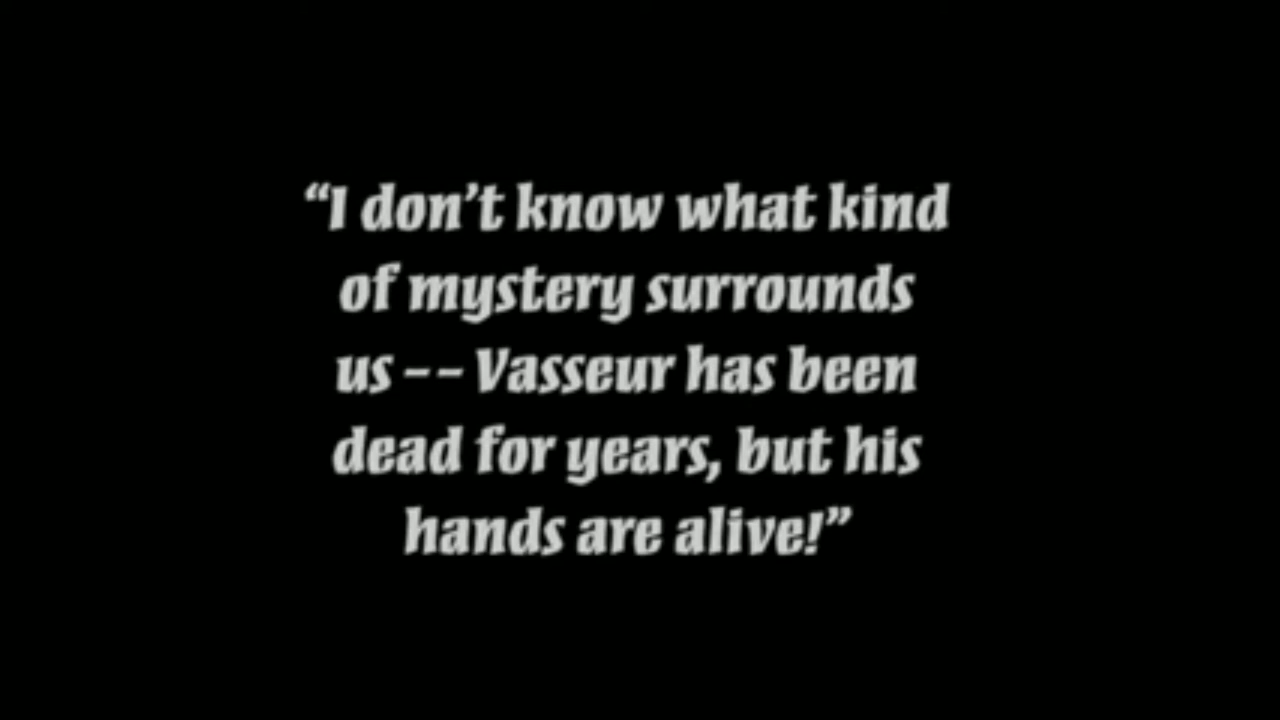 “I don’t know what kind
of mystery surrounds
us -- Vasseur has been
dead for years, but his
hands are alive!”